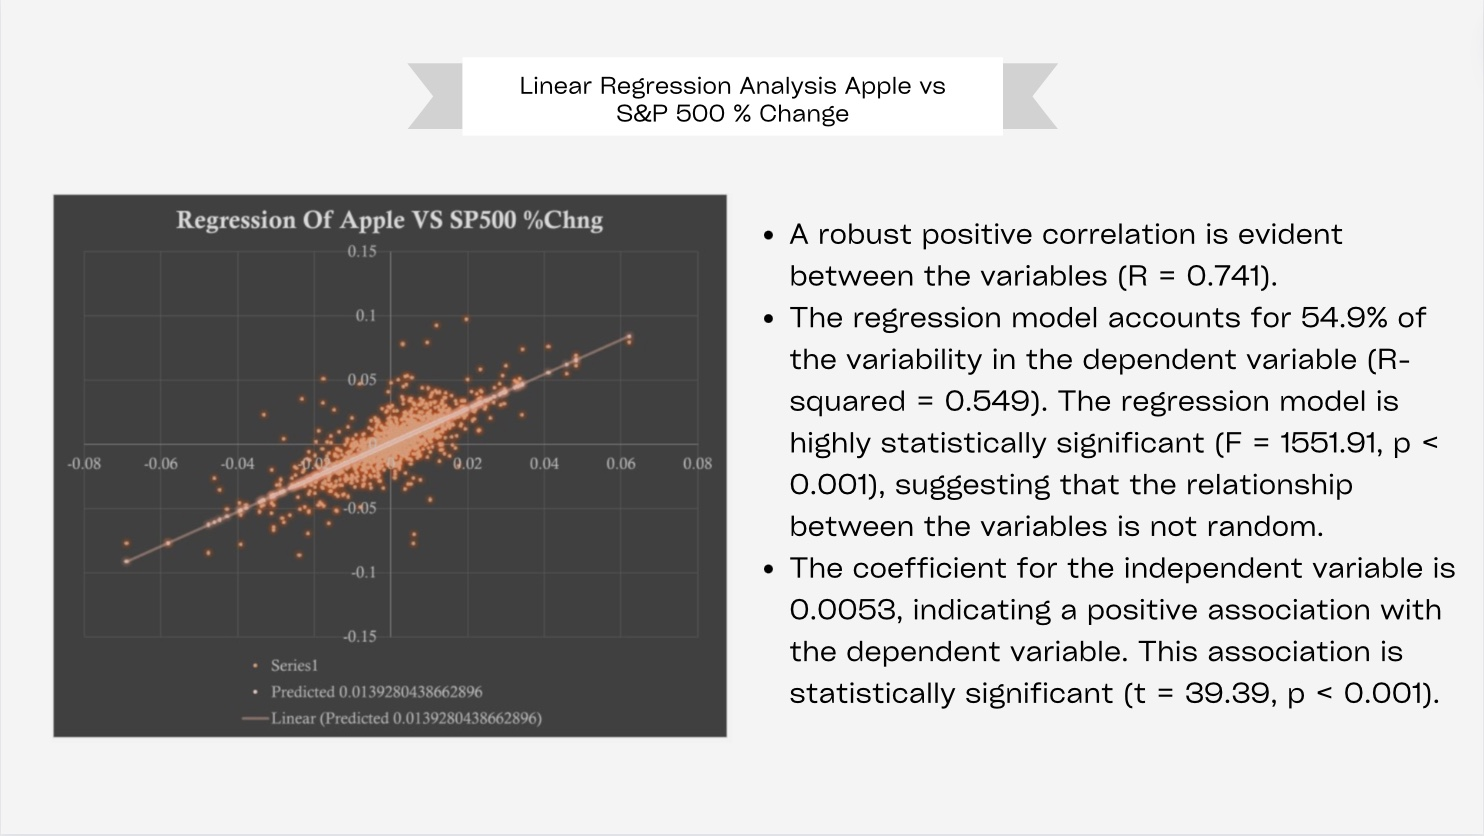 Linear Regression Analysis Apple vs
S&P 500 % Change
Regression Of Apple VS SP500 %Chng
0.15
0.1
0.05
-0.08 -0.06 -0.04 0.02 0.04 0.06 0.08
-0.05
-0.1
-0.15
Series1
Predicted 0.0139280438662896
Linear (Predicted 0.0139280438662896)
• A robust positive correlation is evident
between the variables (R = 0.741).
• The regression model accounts for 54.9% of
the variability in the dependent variable (R-
squared = 0.549). The regression model is
highly statistically significant (F = 1551.91, p <
0.001), suggesting that the relationship
between the variables is not random.
• The coefficient for the independent variable is
0.0053, indicating a positive association with
the dependent variable. This association is
statistically significant (t = 39.39, p < 0.001).